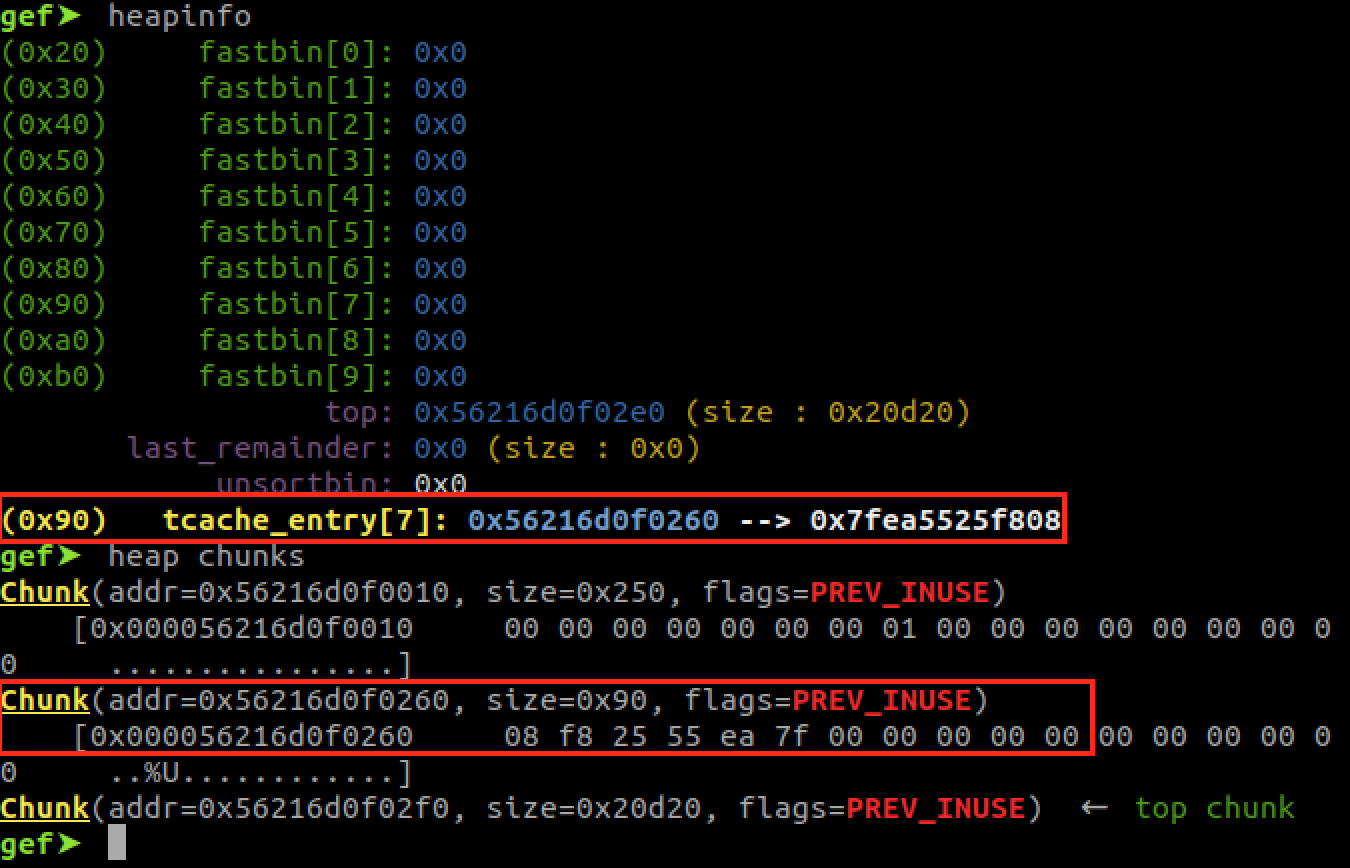 gef➤ heapinfo
(0x20) fastbin[0]: 0x0
(0x30) fastbin[1]: 0x0
(0x40) fastbin[2]: 0x0
(0x50) fastbin[3]: 0x0
(0x60) fastbin[4]: 0x0
(0x70) fastbin[5]: 0x0
(0x80) fastbin[6]: 0x0
(0x90) fastbin[7]: 0x0
(0xa0) fastbin[8]: 0x0
(0xb0) fastbin[9]: 0x0
top: 0x56216d0f02e0 (size : 0x20d20)
last_remainder: 0x0 (size : 0x0)
unsortbin: 0x0
(0x90) tcache_entry[7]: 0x56216d0f0260 --> 0x7fea5525f808
gef➤ heap chunks
Chunk(addr=0x56216d0f0010, size=0x250, flags=PREV_INUSE)
[0x000056216d0f0010 00 00 00 00 00 00 00 01 00 00 00 00 00 00 00 0
0 ................]
Chunk(addr=0x56216d0f0260, size=0x90, flags=PREV_INUSE)
[0x000056216d0f0260 08 f8 25 55 ea 7f 00 00 00 00 00 00 00 00 00 0
0 ..%U............]
Chunk(addr=0x56216d0f02f0, size=0x20d20, flags=PREV_INUSE) ← top chunk
gef➤